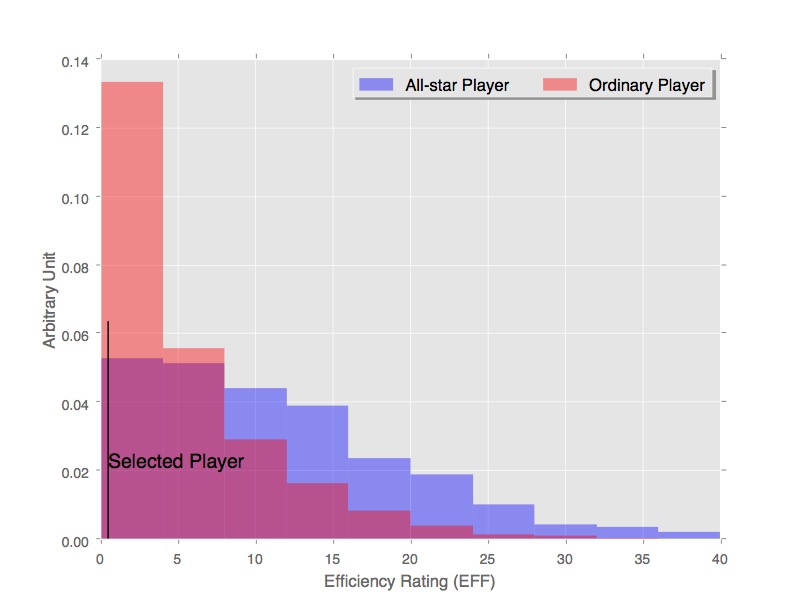 0.14
0.12
0.10
0.08
0.06
0.04
0.02
0.00
Arbitrary Unit
All-star Player Ordinary Player
Selected Player
0 5 10 15 20 25 30 35 40
Efficiency Rating (EFF)